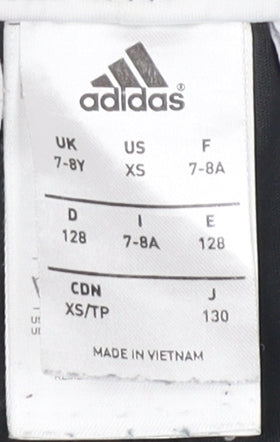 adidas®
UK US F
7-8Y XS 7-8A
D I E
128 7-8A 128
CDN J
XS/TP 130
MADE IN VIETNAM